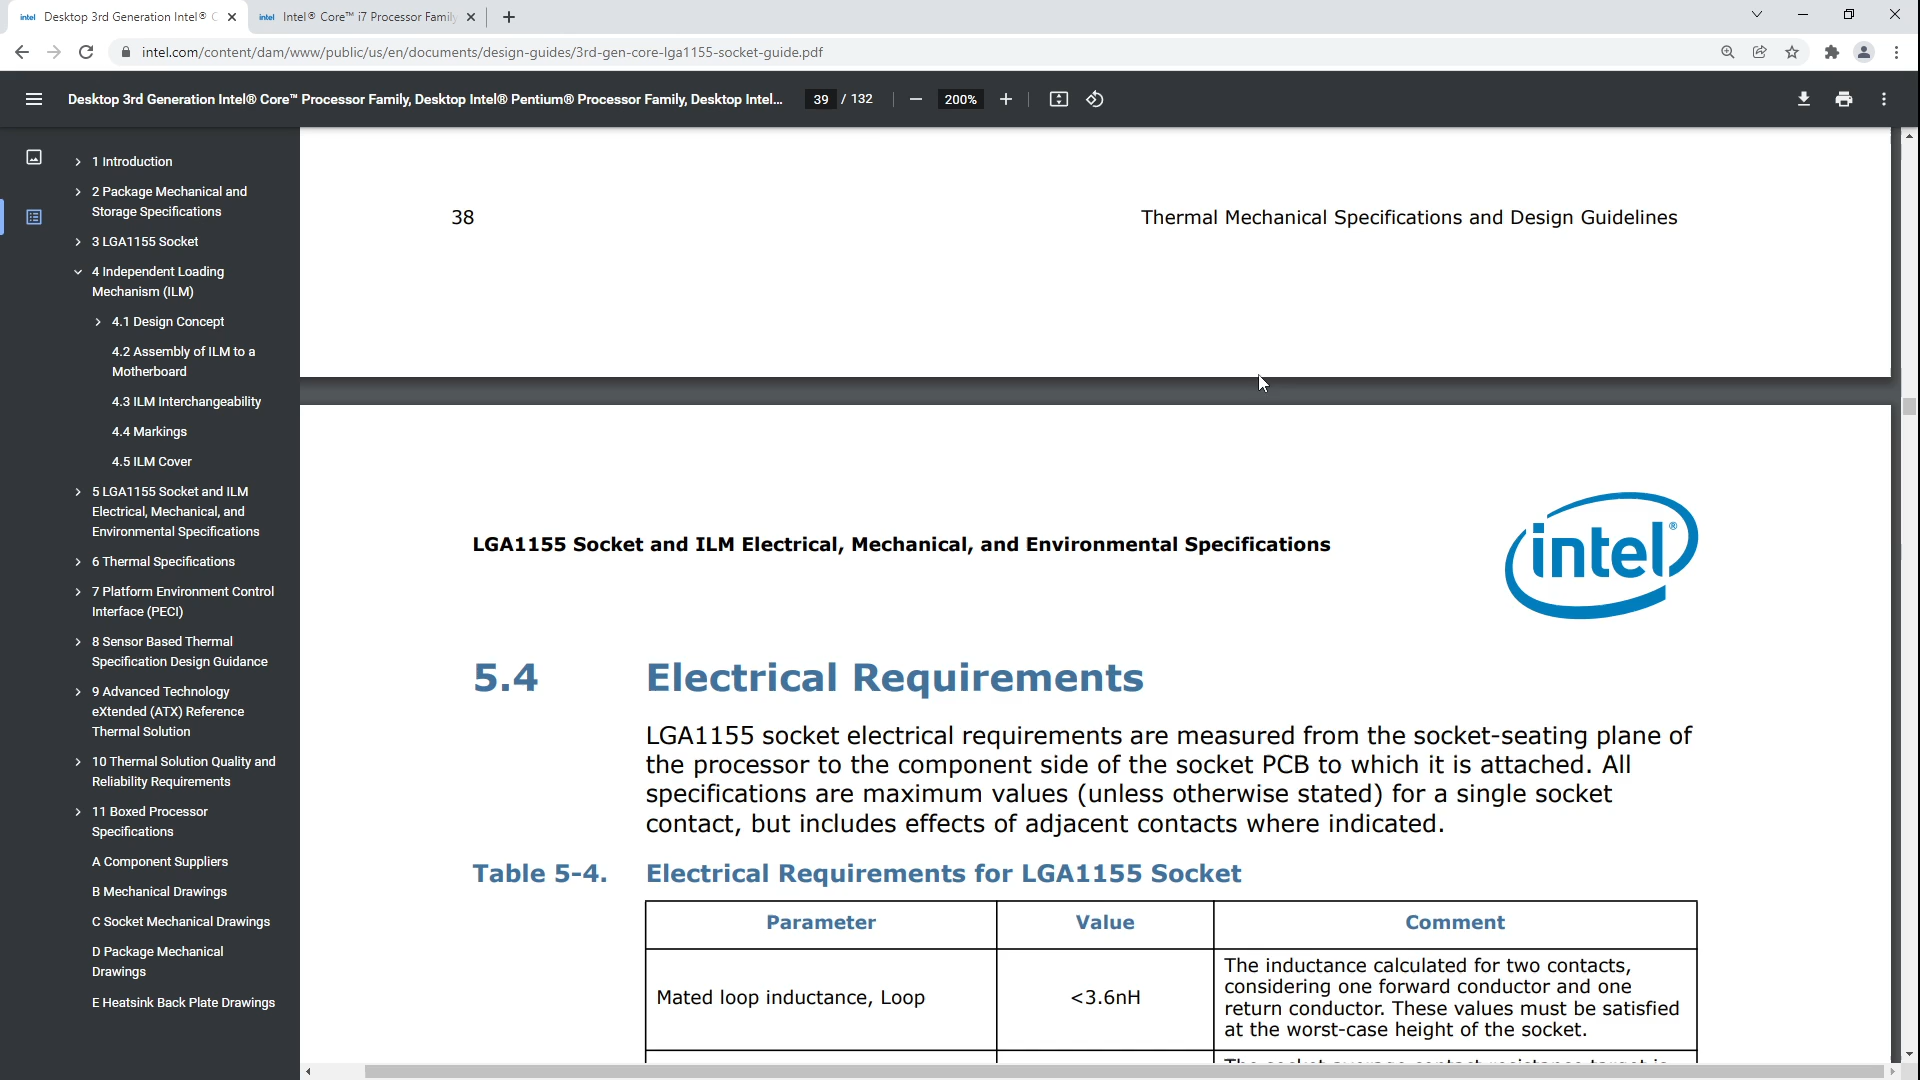 intel Desktop 3rd Generation Intel® C
intel Intel® Core™ i7 Processor Family
intel.com/content/dam/www/public/us/en/documents/design-guides/3rd-gen-core-lga1155-socket-guide.pdf
Desktop 3rd Generation Intel® Core™ Processor Family, Desktop Intel® Pentium® Processor Family, Desktop Intel... 39 / 132 200%
1 Introduction
2 Package Mechanical and
Storage Specifications
3 LGA1155 Socket
4 Independent Loading
Mechanism (ILM)
4.1 Design Concept
4.2 Assembly of ILM to a
Motherboard
4.3 ILM Interchangeability
4.4 Markings
4.5 ILM Cover
5 LGA1155 Socket and ILM
Electrical, Mechanical, and
Environmental Specifications
6 Thermal Specifications
7 Platform Environment Control
Interface (PECI)
8 Sensor Based Thermal
Specification Design Guidance
9 Advanced Technology
eXtended (ATX) Reference
Thermal Solution
10 Thermal Solution Quality and
Reliability Requirements
11 Boxed Processor
Specifications
A Component Suppliers
B Mechanical Drawings
C Socket Mechanical Drawings
D Package Mechanical
Drawings
E Heatsink Back Plate Drawings
38 Thermal Mechanical Specifications and Design Guidelines
LGA1155 Socket and ILM Electrical, Mechanical, and Environmental Specifications
intel®
5.4 Electrical Requirements
LGA1155 socket electrical requirements are measured from the socket-seating plane of
the processor to the component side of the socket PCB to which it is attached. All
specifications are maximum values (unless otherwise stated) for a single socket
contact, but includes effects of adjacent contacts where indicated.
Table 5-4. Electrical Requirements for LGA1155 Socket
Parameter Value Comment
Mated loop inductance, Loop <3.6nH
The inductance calculated for two contacts,
considering one forward conductor and one
return conductor. These values must be satisfied
at the worst-case height of the socket.